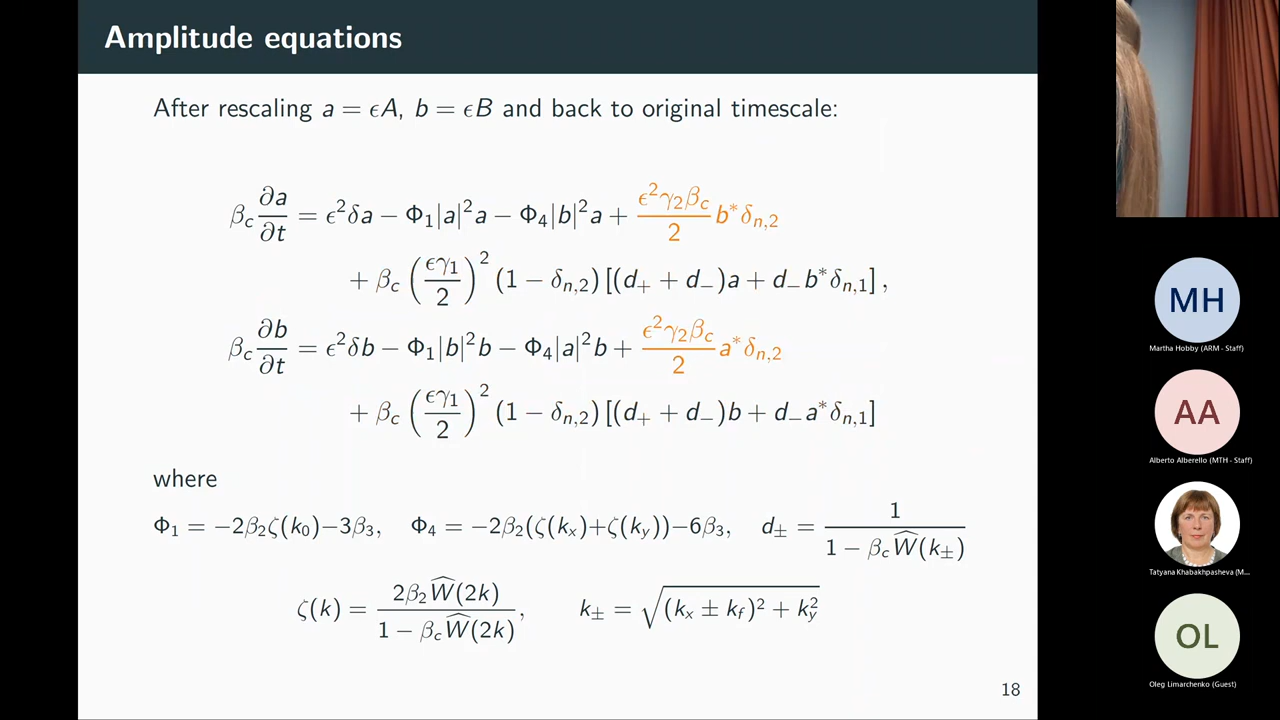 Amplitude equations
After rescaling a = ϵA, b = ϵB and back to original timescale:
β_c ∂a/∂t = ϵ²δa − Φ₁|a|²a − Φ₄|b|²a + (ϵ²γ₂β_c/2) b*δ_{n,2}
+ β_c (ϵγ₁/2)² (1 − δ_{n,2}) [(d₊ + d₋)a + d₋b*δ_{n,1}] ,
β_c ∂b/∂t = ϵ²δb − Φ₁|b|²b − Φ₄|a|²b + (ϵ²γ₂β_c/2) a*δ_{n,2}
+ β_c (ϵγ₁/2)² (1 − δ_{n,2}) [(d₊ + d₋)b + d₋a*δ_{n,1}]
where
Φ₁ = −2β₂ζ(k₀)−3β₃, Φ₄ = −2β₂(ζ(k_x)+ζ(k_y))−6β₃, d_± = 1/(1 − β_cŴ(k_±))
ζ(k) = 2β₂Ŵ(2k)/(1 − β_cŴ(2k)), k_± = √((k_x ± k_f)² + k_y²)
18
MH
Martha Hobby (ARM - Staff)
AA
Alberto Alberello (MTH - Staff)
Tatyana Khabakhpasheva (M...
OL
Oleg Limarchenko (Guest)